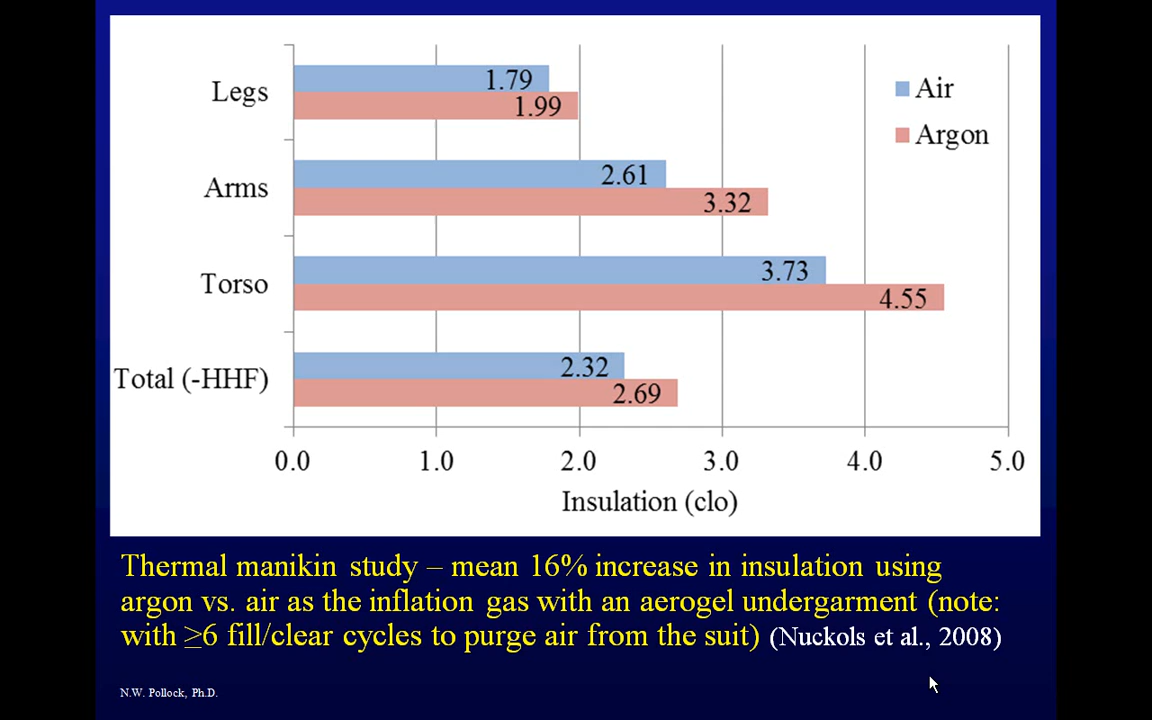 Legs
1.79
1.99
Air
Argon
Arms
2.61
3.32
Torso
3.73
4.55
Total (-HHF)
2.32
2.69
0.0 1.0 2.0 3.0 4.0 5.0
Insulation (clo)
Thermal manikin study – mean 16% increase in insulation using
argon vs. air as the inflation gas with an aerogel undergarment (note:
with ≥6 fill/clear cycles to purge air from the suit) (Nuckols et al., 2008)
N.W. Pollock, Ph.D.